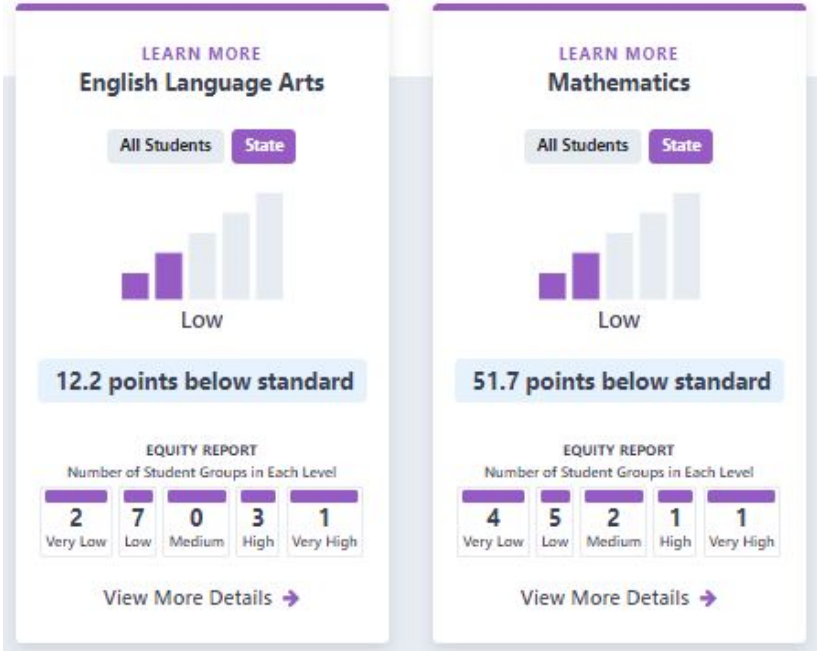 LEARN MORE
English Language Arts
All Students State
Low
12.2 points below standard
EQUITY REPORT
Number of Student Groups in Each Level
2 7 0 3 1
Very Low Low Medium High Very High
View More Details
LEARN MORE
Mathematics
All Students State
Low
51.7 points below standard
EQUITY REPORT
Number of Student Groups in Each Level
4 5 2 1 1
Very Low Low Medium High Very High
View More Details